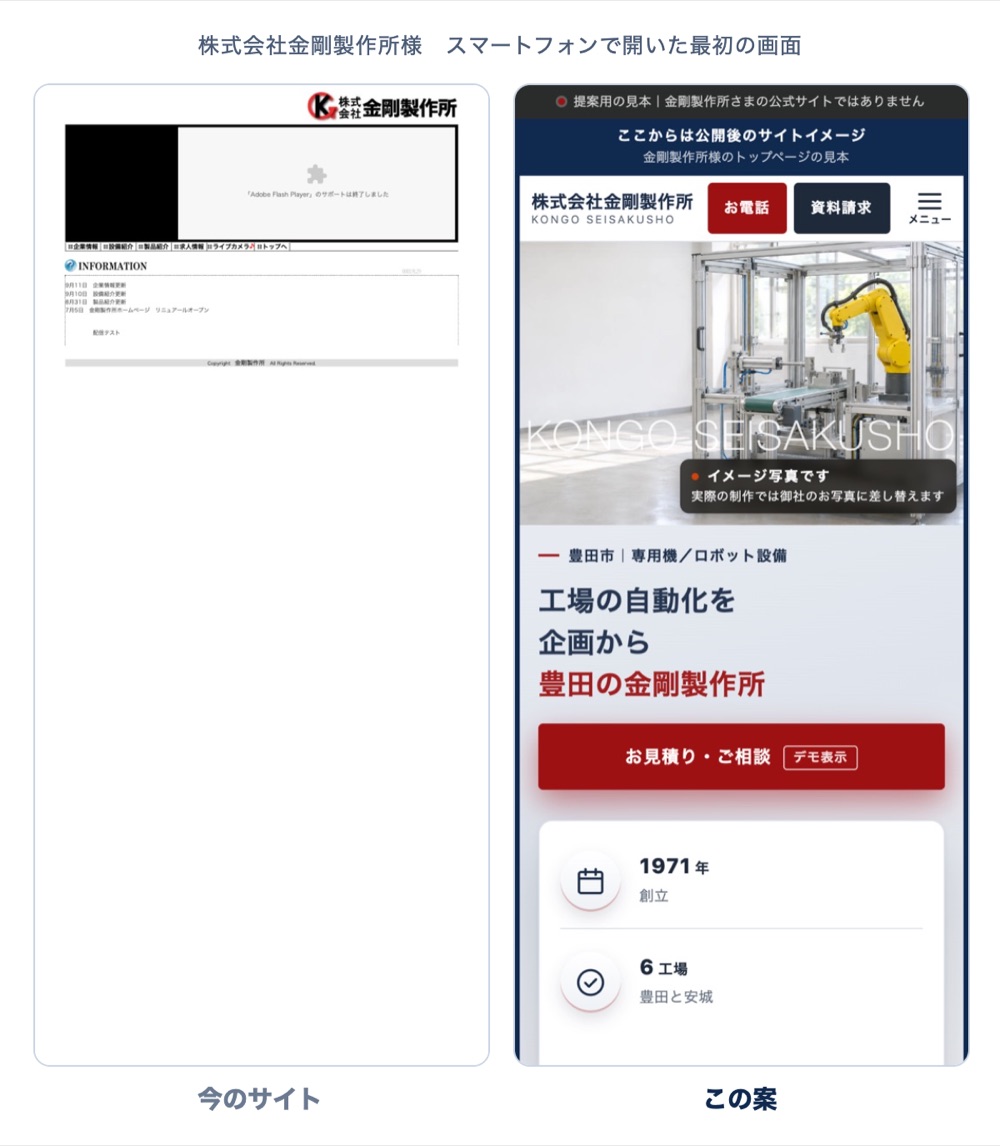 株式会社金剛製作所様　スマートフォンで開いた最初の画面
株式会社金剛製作所
「Adobe Flash Player」のサポートは終了しました
企業情報 設備紹介 製品紹介 求人情報 ライブカメラ トップへ
INFORMATION
9月11日　企業情報更新
9月10日　設備紹介更新
8月31日　製品紹介更新
7月5日　金剛製作所ホームページ　リニューアルオープン
配信テスト
Copyright　金剛製作所　All Rights Reserved.
今のサイト
提案用の見本｜金剛製作所さまの公式サイトではありません
ここからは公開後のサイトイメージ
金剛製作所様のトップページの見本
株式会社金剛製作所
KONGO SEISAKUSHO
お電話
資料請求
メニュー
KONGO SEISAKUSHO
イメージ写真です
実際の制作では御社のお写真に差し替えます
豊田市｜専用機／ロボット設備
工場の自動化を
企画から
豊田の金剛製作所
お見積り・ご相談 デモ表示
1971年
創立
6工場
豊田と安城
この案